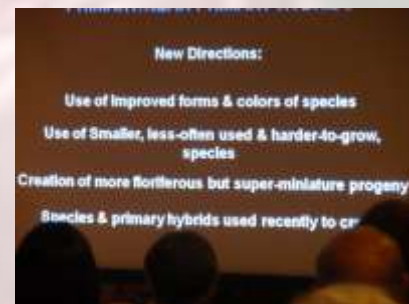 New Directions:
Use of Improved forms & colors of species
Use of Smaller, less-often used & harder-to-grow,
species
Creation of more floriferous but super-miniature progeny
Species & primary hybrids used recently to